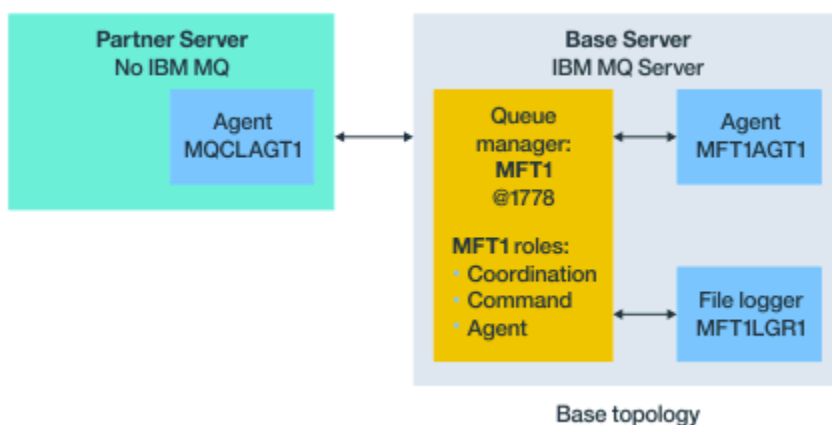 Partner Server
No IBM MQ
Agent
MQCLAGT1
Base Server
IBM MQ Server
Queue
manager:
MFT1
@1778
MFT1 roles:
• Coordination
• Command
• Agent
Agent
MFT1AGT1
File logger
MFT1LGR1
Base topology